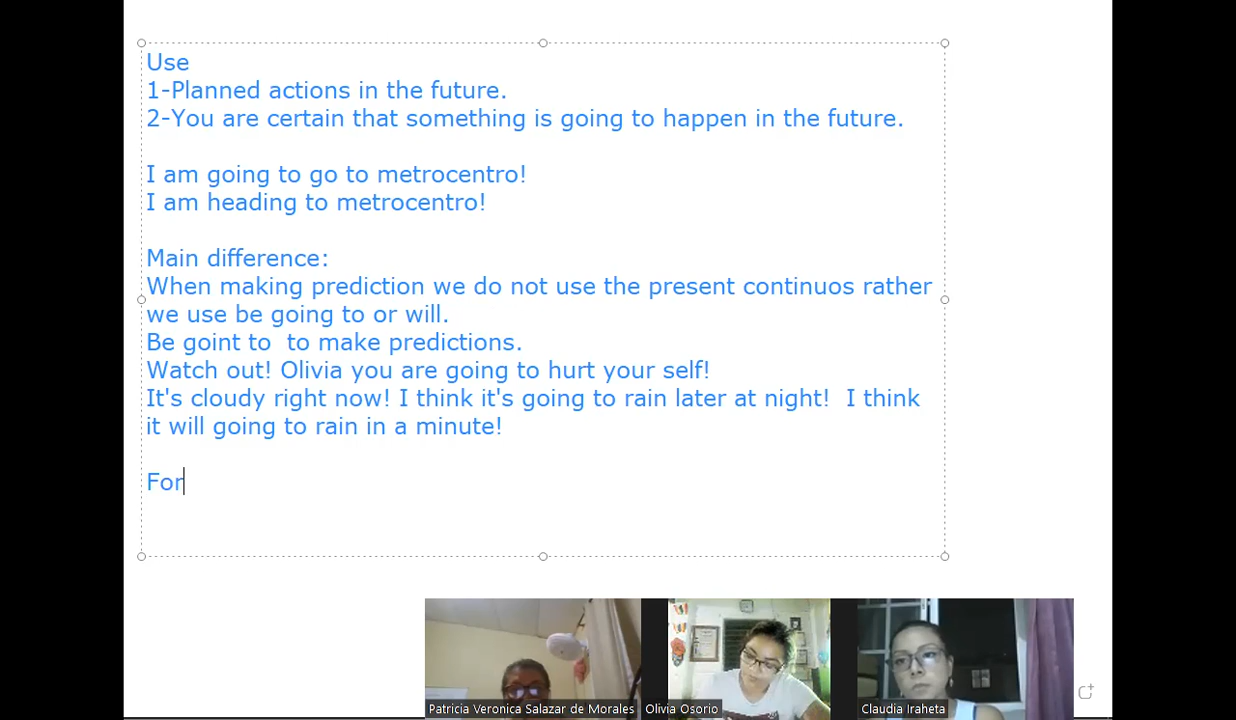 Use
1-Planned actions in the future.
2-You are certain that something is going to happen in the future.
I am going to go to metrocentro!
I am heading to metrocentro!
Main difference:
When making prediction we do not use the present continuos rather
we use be going to or will.
Be goint to  to make predictions.
Watch out! Olivia you are going to hurt your self!
It's cloudy right now! I think it's going to rain later at night!  I think
it will going to rain in a minute!
For
Patricia Veronica Salazar de Morales
Olivia Osorio
Claudia Iraheta